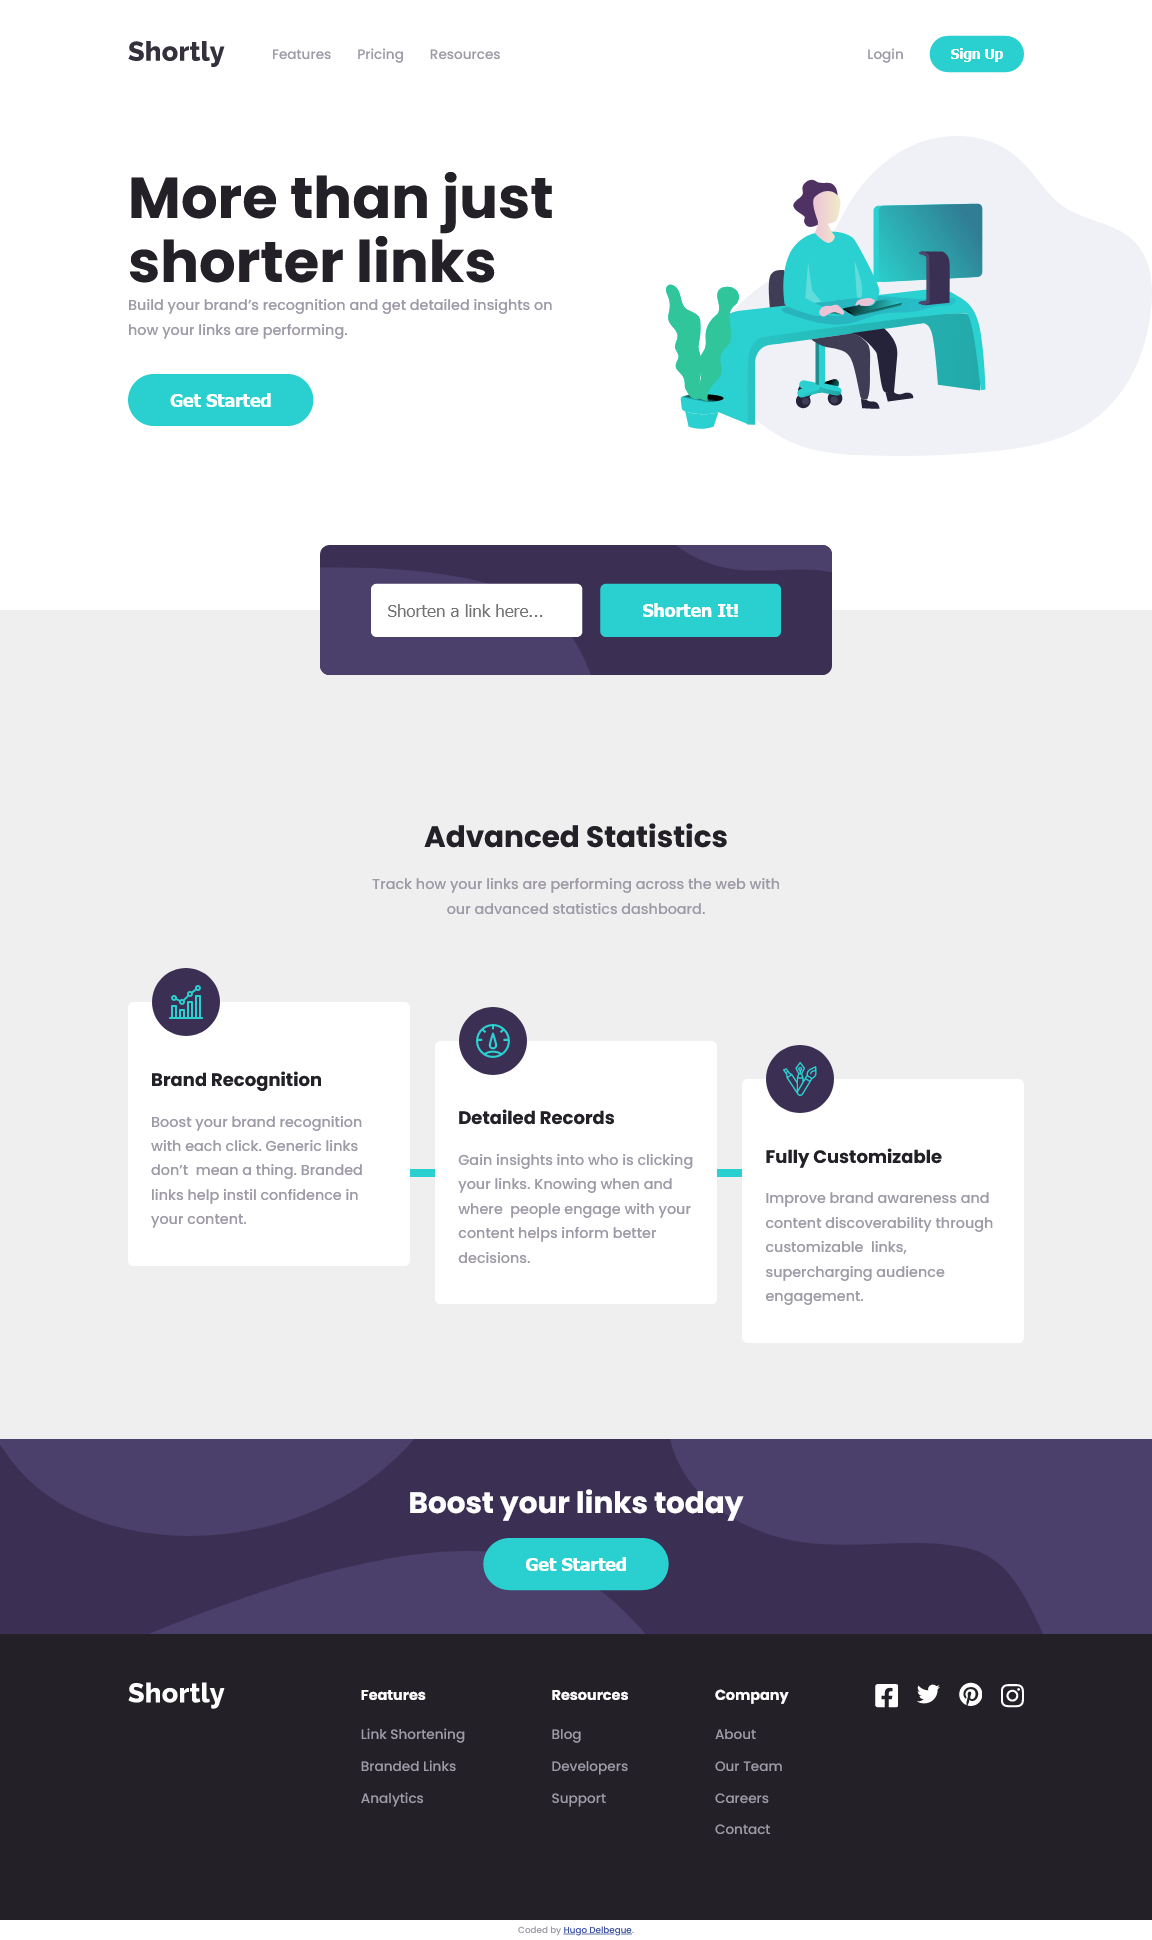 Shortly
Features
Pricing
Resources
Login
Sign Up
More than just
shorter links
Build your brand’s recognition and get detailed insights on
how your links are performing.
Get Started
Shorten a link here...
Shorten It!
Advanced Statistics
Track how your links are performing across the web with
our advanced statistics dashboard.
Brand Recognition
Boost your brand recognition
with each click. Generic links
don’t  mean a thing. Branded
links help instil confidence in
your content.
Detailed Records
Gain insights into who is clicking
your links. Knowing when and
where  people engage with your
content helps inform better
decisions.
Fully Customizable
Improve brand awareness and
content discoverability through
customizable  links,
supercharging audience
engagement.
Boost your links today
Get Started
Shortly
Features
Link Shortening
Branded Links
Analytics
Resources
Blog
Developers
Support
Company
About
Our Team
Careers
Contact
Coded by Hugo Delbegue.